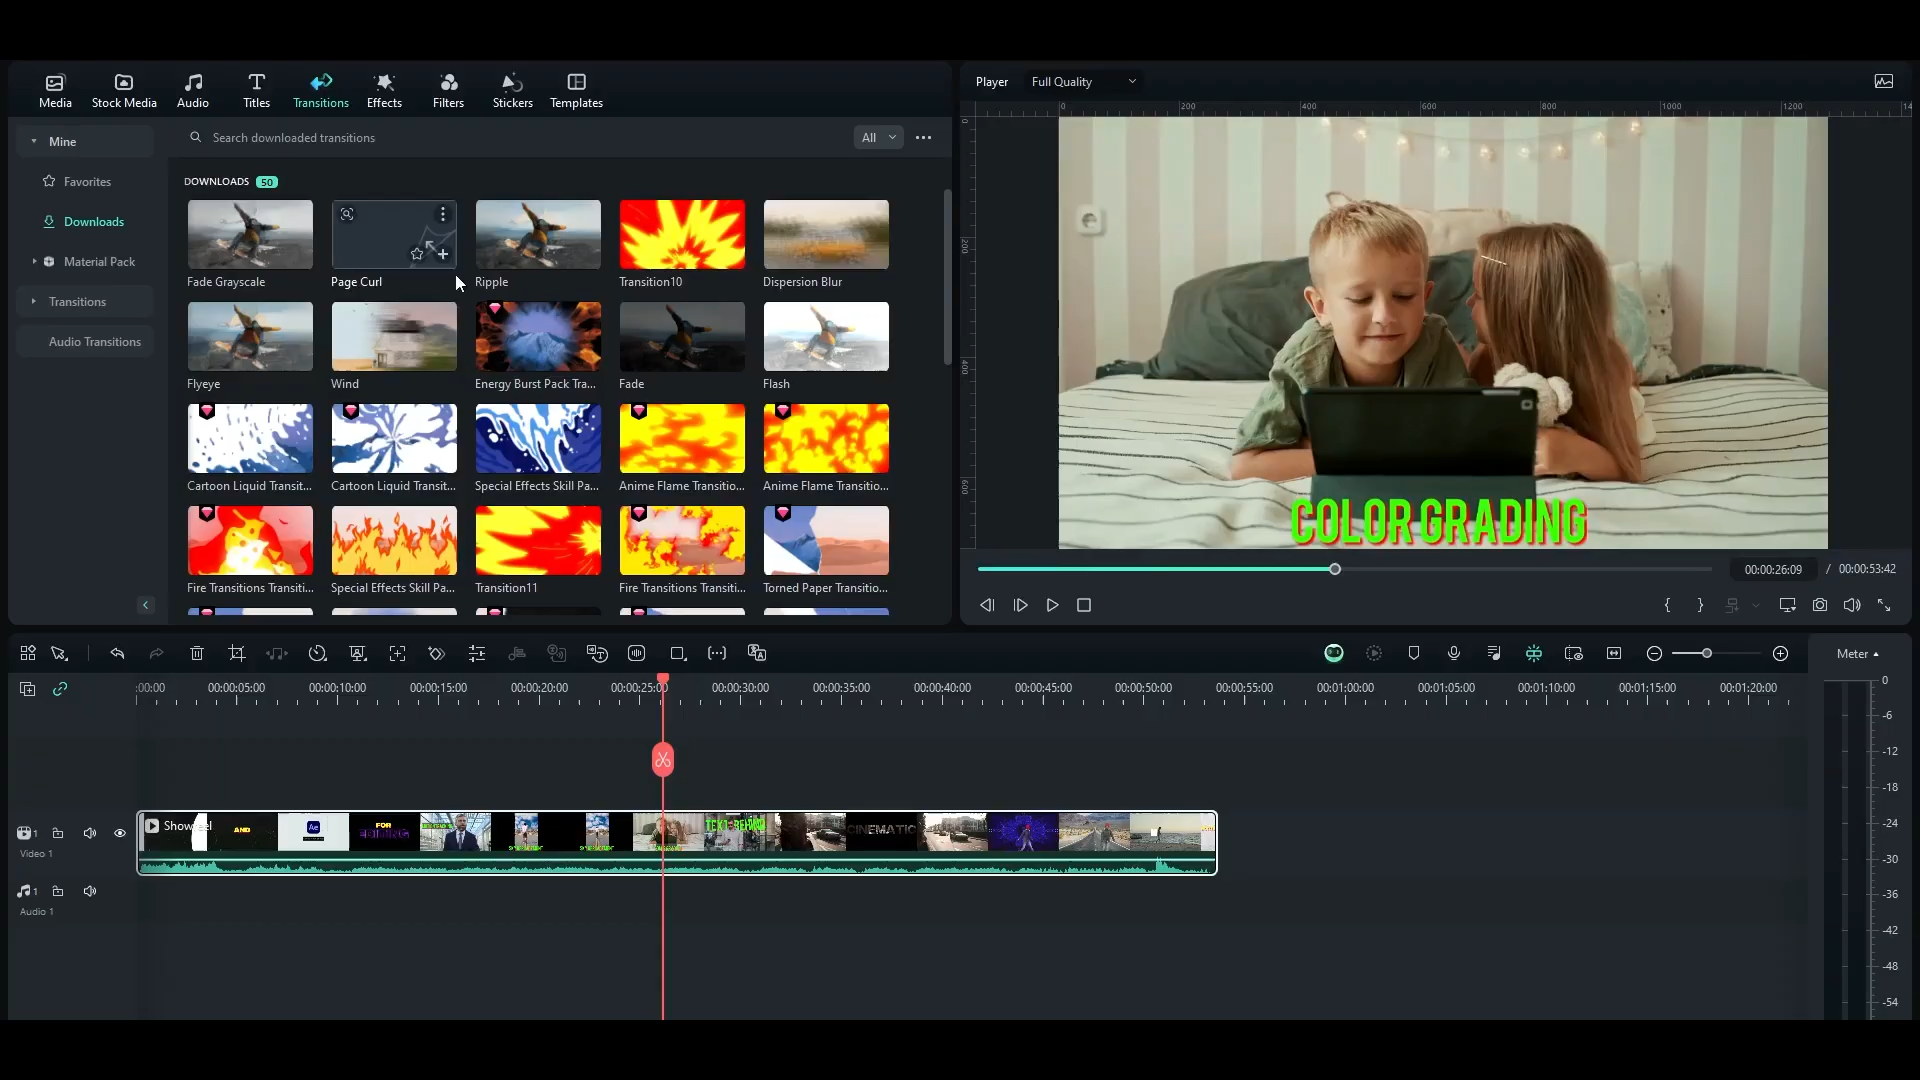 Media
Stock Media
Audio
Titles
Transitions
Effects
Filters
Stickers
Templates
Player
Full Quality
Mine
Favorites
Downloads
Material Pack
Transitions
Audio Transitions
Search downloaded transitions
All
DOWNLOADS 50
Fade Grayscale
Page Curl
Ripple
Transition10
Dispersion Blur
Flyeye
Wind
Energy Burst Pack Tra...
Fade
Flash
Cartoon Liquid Transit...
Cartoon Liquid Transit...
Special Effects Skill Pa...
Anime Flame Transitio...
Anime Flame Transitio...
Fire Transitions Transiti...
Special Effects Skill Pa...
Transition11
Fire Transitions Transiti...
Torned Paper Transitio...
0 200 400 600 800 1000 1200 14
0
200
400
600
COLOR GRADING
00:00:26:09 / 00:00:53:42
Meter
:00:00 00:00:05:00 00:00:10:00 00:00:15:00 00:00:20:00 00:00:25:00 00:00:30:00 00:00:35:00 00:00:40:00 00:00:45:00 00:00:50:00 00:00:55:00 00:01:00:00 00:01:05:00 00:01:10:00 00:01:15:00 00:01:20:00
1
Video 1
AND
Ae
FOR
CINEMATIC
1
Audio 1
0
-6
-12
-18
-24
-30
-36
-42
-48
-54